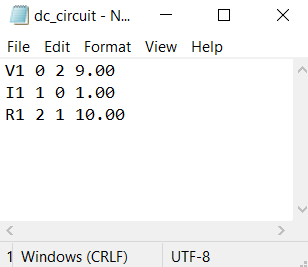 dc_circuit - N...
File Edit Format View Help
V1 0 2 9.00
I1 1 0 1.00
R1 2 1 10.00
1 Windows (CRLF) UTF-8